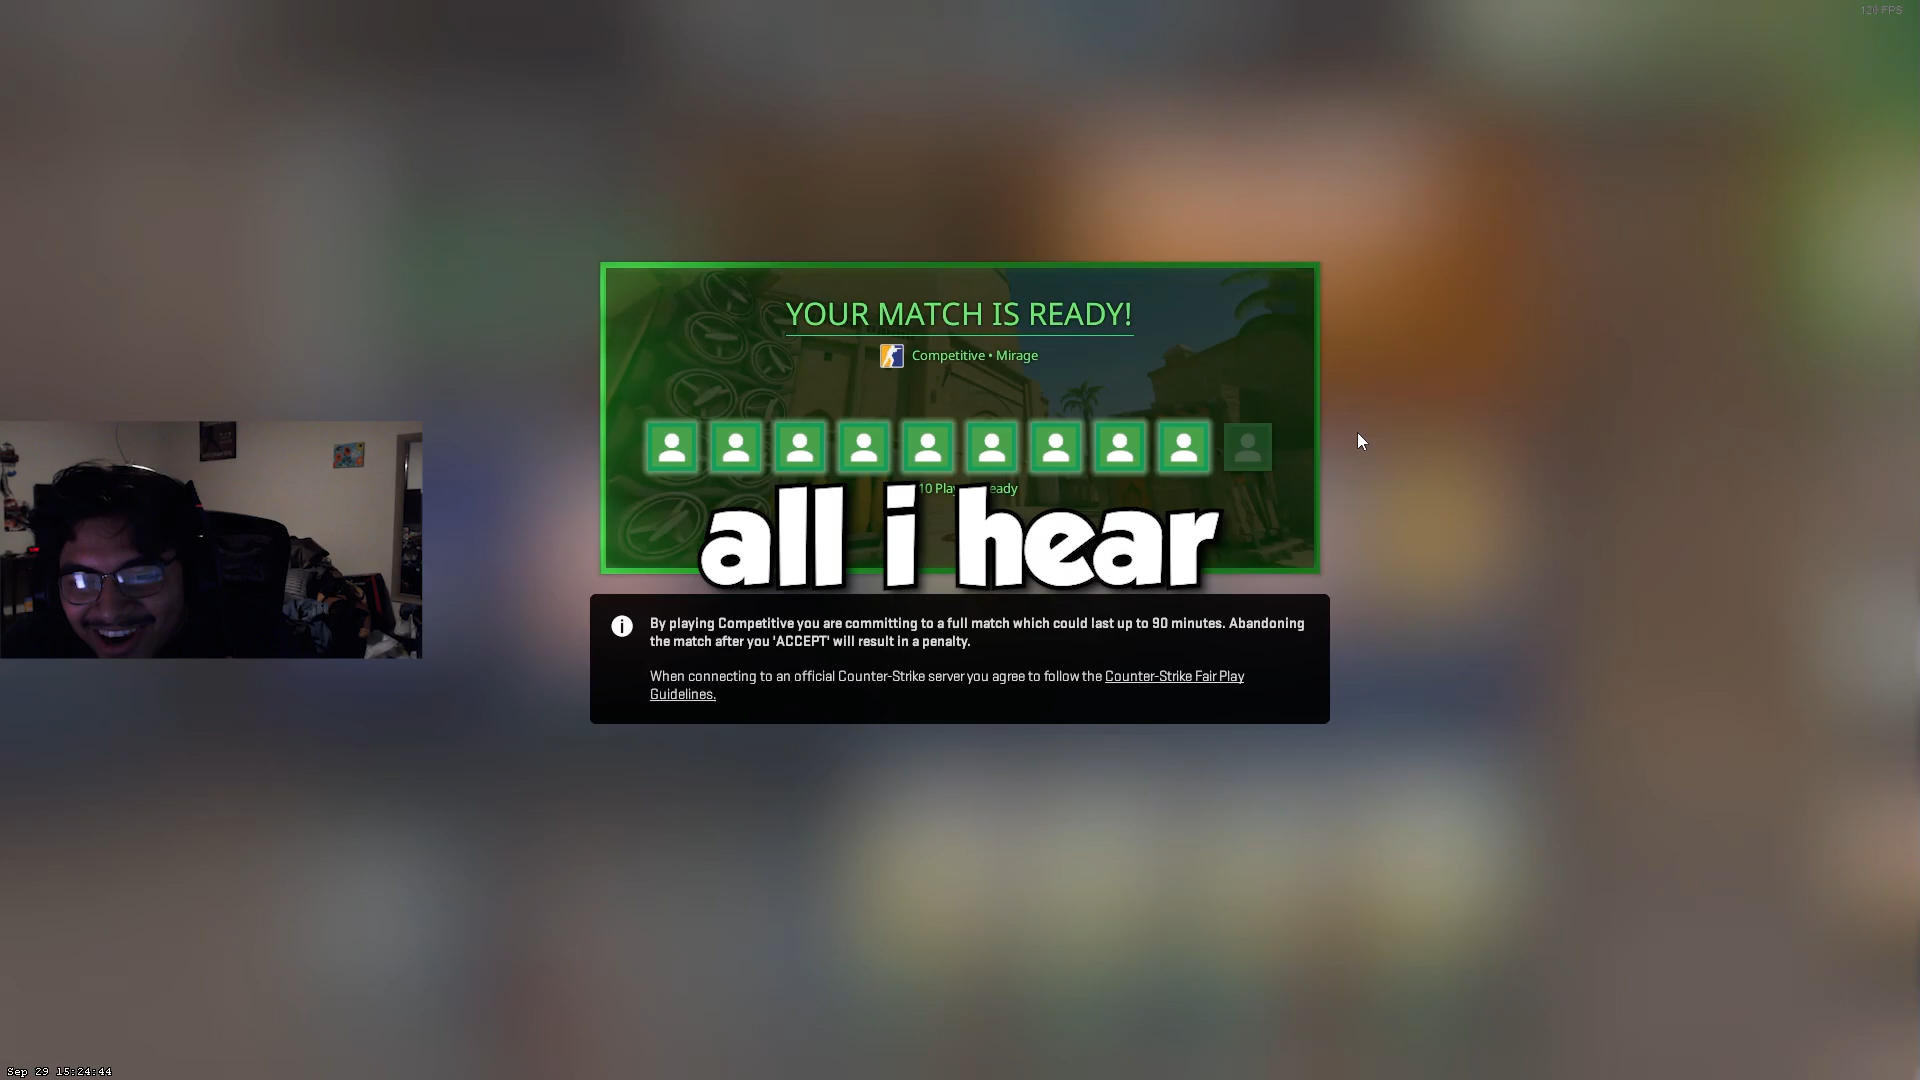 120 FPS
YOUR MATCH IS READY!
Competitive • Mirage
10 Pla eady
all i hear
By playing Competitive you are committing to a full match which could last up to 90 minutes. Abandoning
the match after you 'ACCEPT' will result in a penalty.
When connecting to an official Counter-Strike server you agree to follow the Counter-Strike Fair Play
Guidelines.
Sep 29 15:24:44